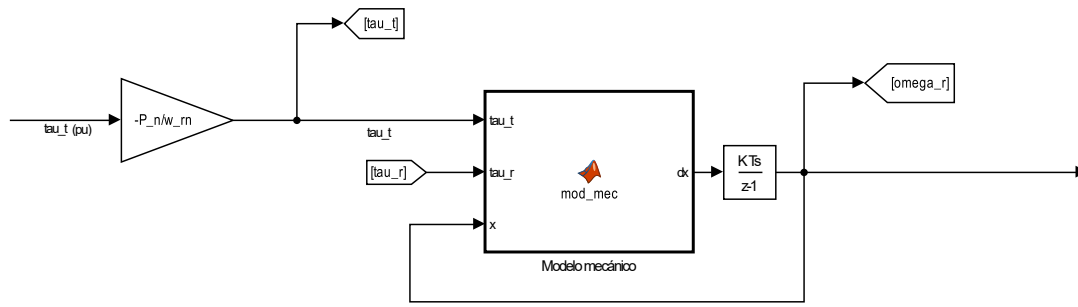 [tau_t]
[omega_r]
-P_n/w_rn
tau_t (pu)
tau_t
tau_t
[tau_r]
tau_r
dx
KTs
z-1
mod_mec
x
Modelo mecánico